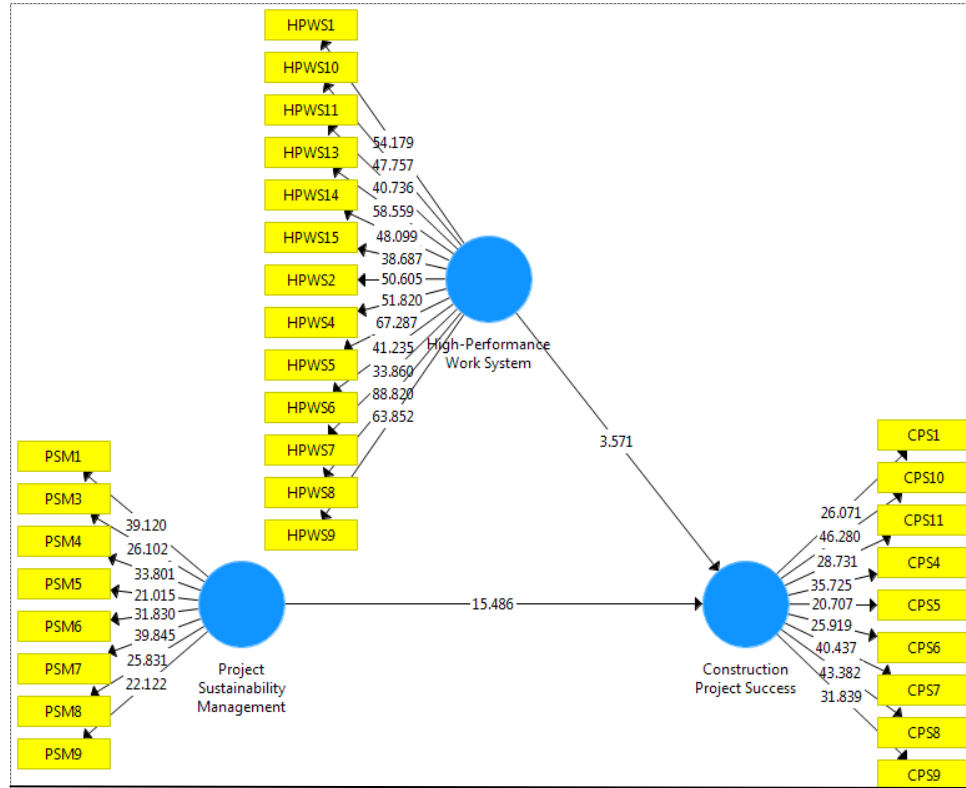 HPWS1
HPWS10
HPWS11
HPWS13
HPWS14
HPWS15
HPWS2
HPWS4
HPWS5
HPWS6
HPWS7
HPWS8
HPWS9
54.179
47.757
40.736
58.559
48.099
38.687
50.605
51.820
67.287
41.235
33.860
88.820
63.852
High-Performance
Work System
3.571
PSM1
PSM3
PSM4
PSM5
PSM6
PSM7
PSM8
PSM9
39.120
26.102
33.801
21.015
31.830
39.845
25.831
22.122
Project
Sustainability
Management
15.486
Construction
Project Success
26.071
46.280
28.731
35.725
20.707
25.919
40.437
43.382
31.839
CPS1
CPS10
CPS11
CPS4
CPS5
CPS6
CPS7
CPS8
CPS9